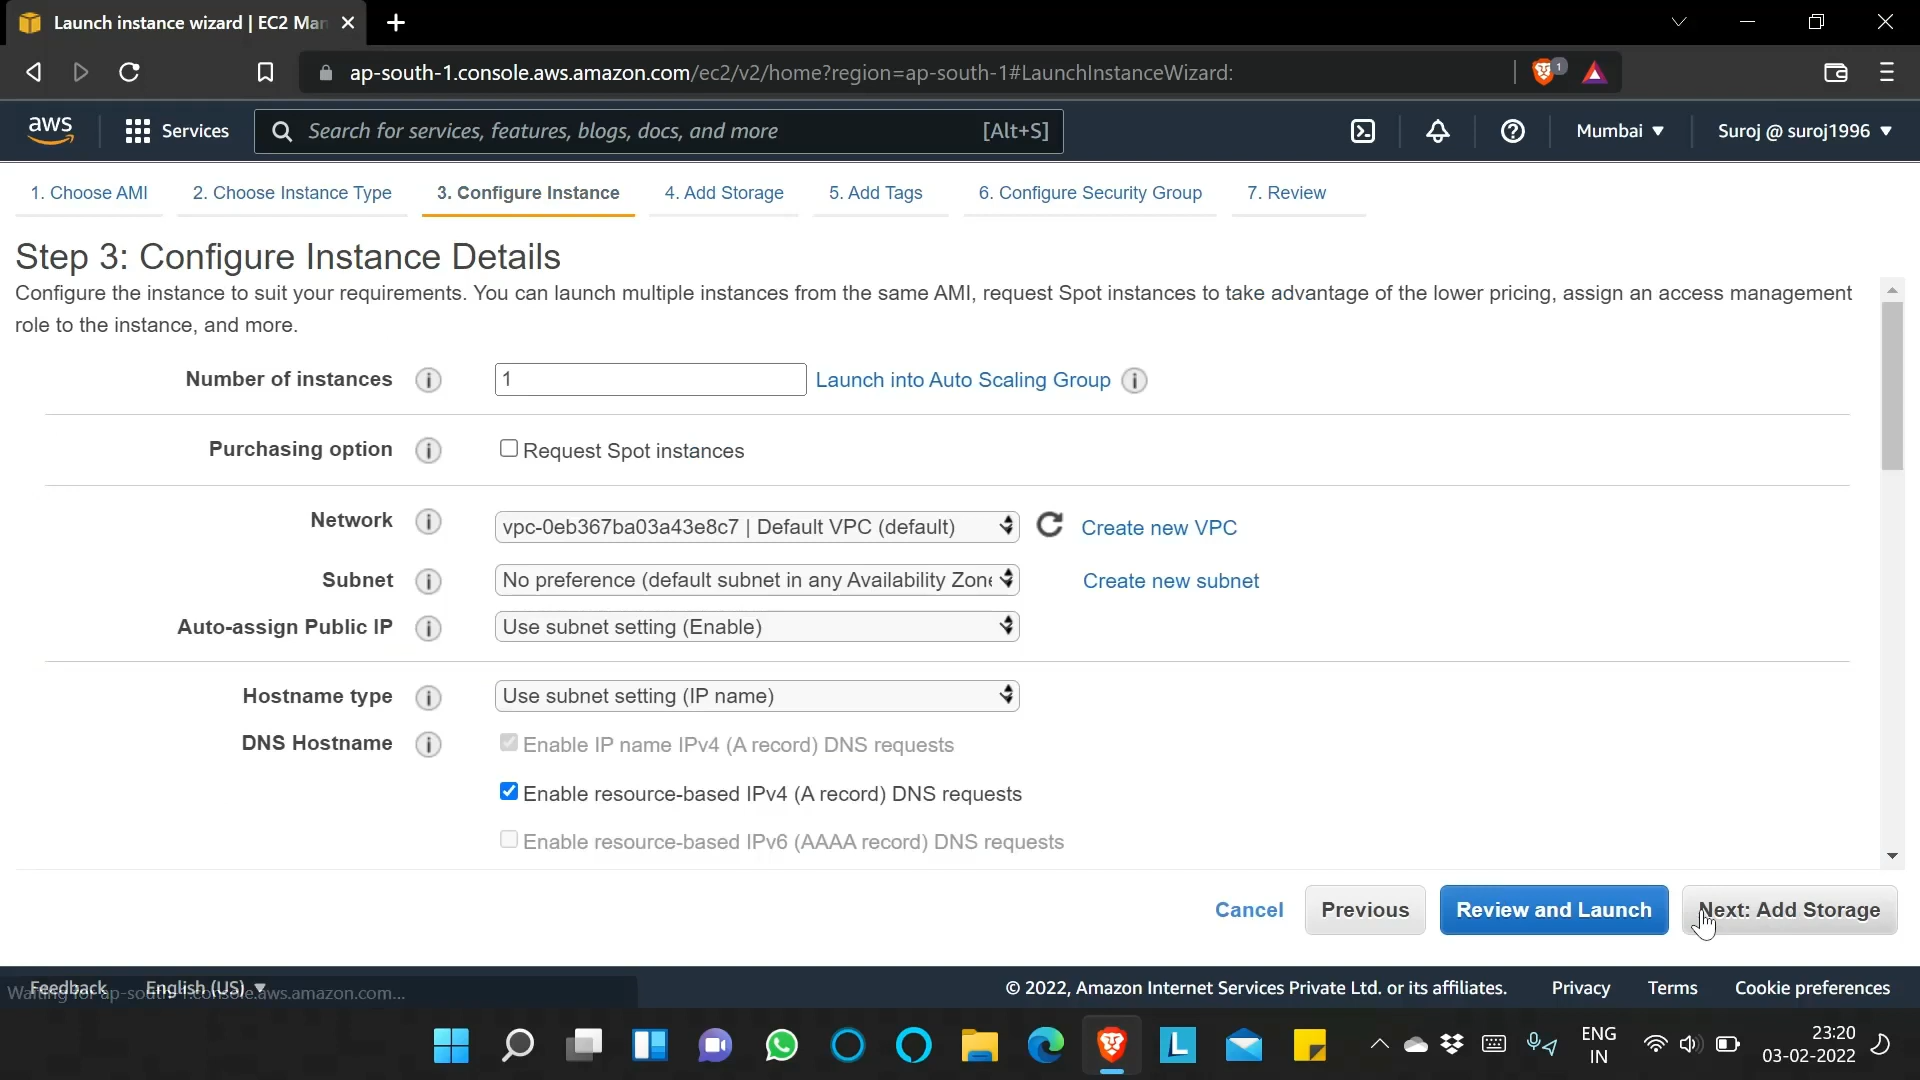 Launch instance wizard | EC2 Man
ap-south-1.console.aws.amazon.com/ec2/v2/home?region=ap-south-1#LaunchInstanceWizard:
1
aws
Services
Search for services, features, blogs, docs, and more
[Alt+S]
Mumbai
Suroj @ suroj1996
1. Choose AMI
2. Choose Instance Type
3. Configure Instance
4. Add Storage
5. Add Tags
6. Configure Security Group
7. Review
Step 3: Configure Instance Details
Configure the instance to suit your requirements. You can launch multiple instances from the same AMI, request Spot instances to take advantage of the lower pricing, assign an access management
role to the instance, and more.
Number of instances
1
Launch into Auto Scaling Group
Purchasing option
Request Spot instances
Network
vpc-0eb367ba03a43e8c7 | Default VPC (default)
Create new VPC
Subnet
No preference (default subnet in any Availability Zone
Create new subnet
Auto-assign Public IP
Use subnet setting (Enable)
Hostname type
Use subnet setting (IP name)
DNS Hostname
Enable IP name IPv4 (A record) DNS requests
Enable resource-based IPv4 (A record) DNS requests
Enable resource-based IPv6 (AAAA record) DNS requests
Cancel
Previous
Review and Launch
Next: Add Storage
Feedback
English (US)
Waiting for ap-south-1.console.aws.amazon.com...
© 2022, Amazon Internet Services Private Ltd. or its affiliates.
Privacy
Terms
Cookie preferences
L
ENG
IN
23:20
03-02-2022